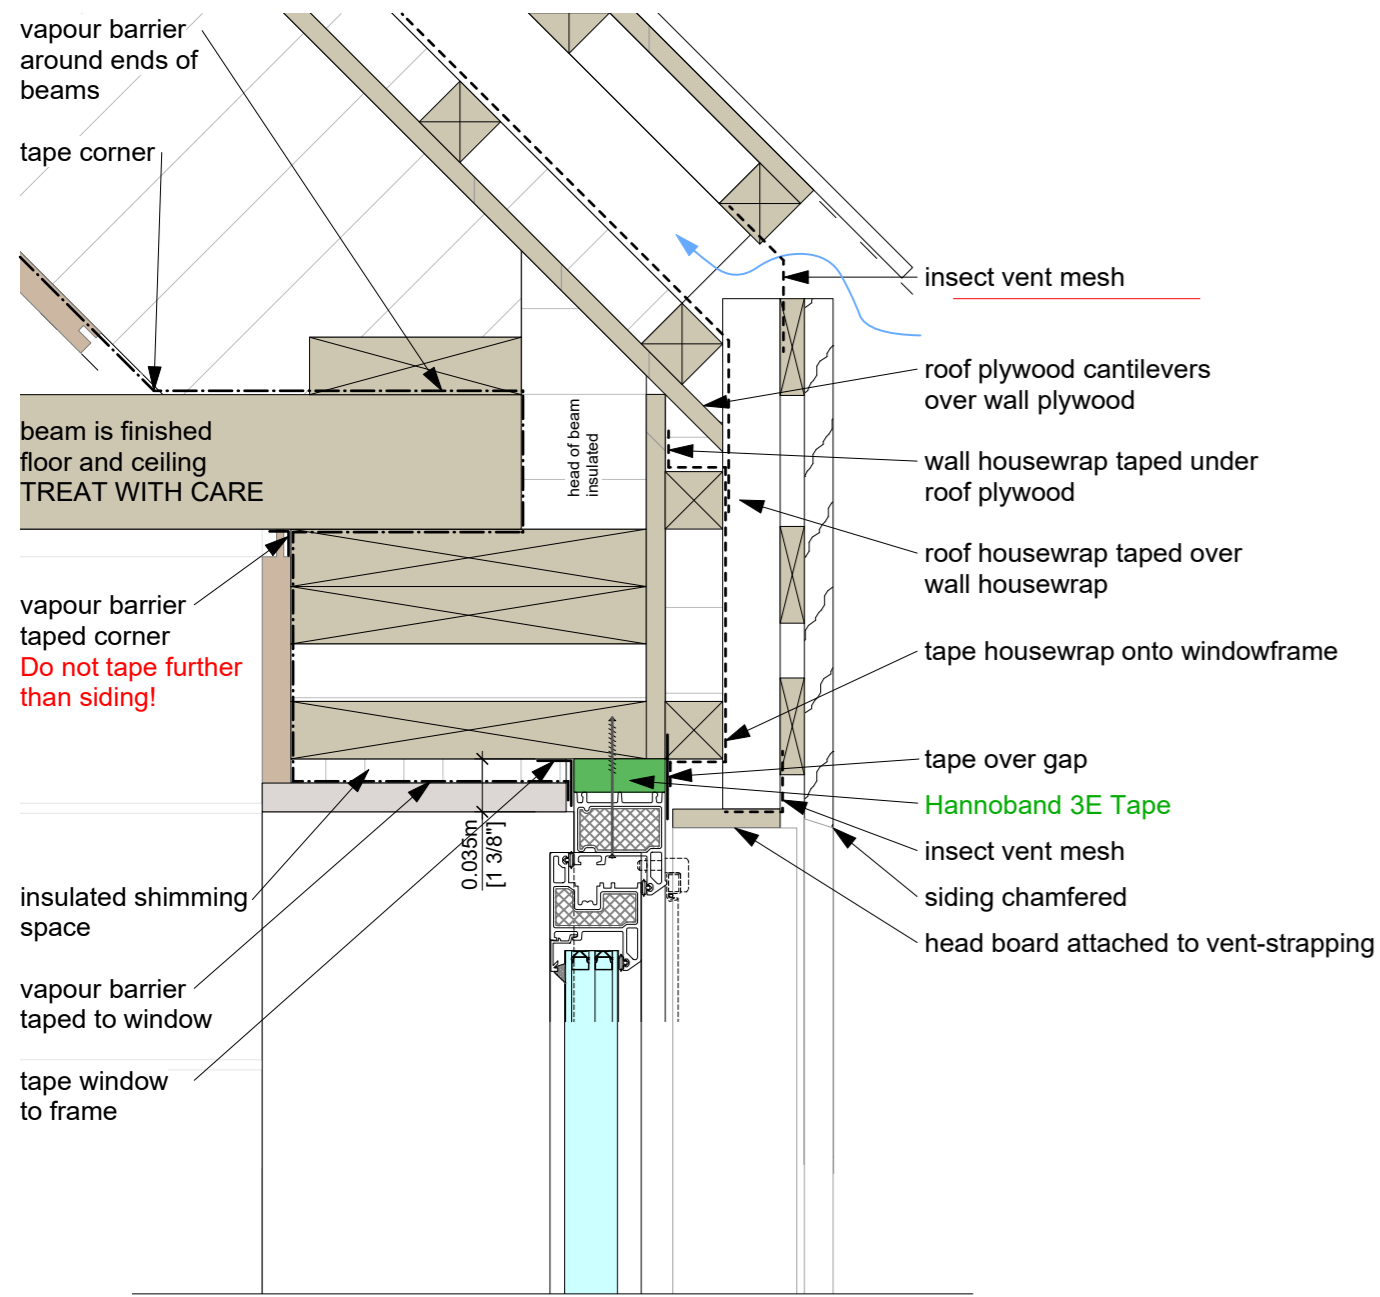 vapour barrier
around ends of
beams
tape corner
beam is finished
floor and ceiling
TREAT WITH CARE
head of beam
insulated
vapour barrier
taped corner
Do not tape further
than siding!
0.035m
[1 3/8"]
insulated shimming
space
vapour barrier
taped to window
tape window
to frame
insect vent mesh
roof plywood cantilevers
over wall plywood
wall housewrap taped under
roof plywood
roof housewrap taped over
wall housewrap
tape housewrap onto windowframe
tape over gap
Hannoband 3E Tape
insect vent mesh
siding chamfered
head board attached to vent-strapping